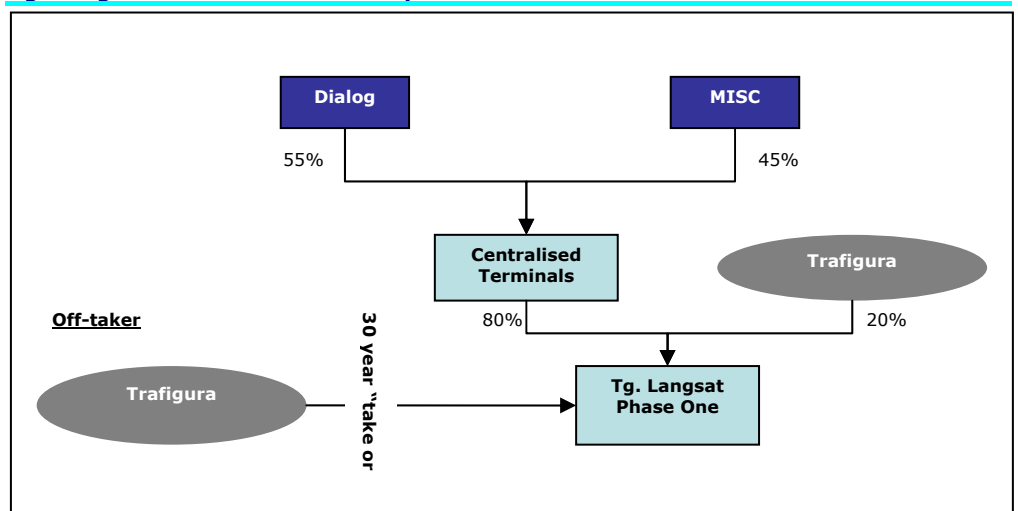 Dialog
MISC
55%
45%
Centralised
Terminals
Trafigura
80%
20%
Off-taker
30 year “take or
Trafigura
Tg. Langsat
Phase One